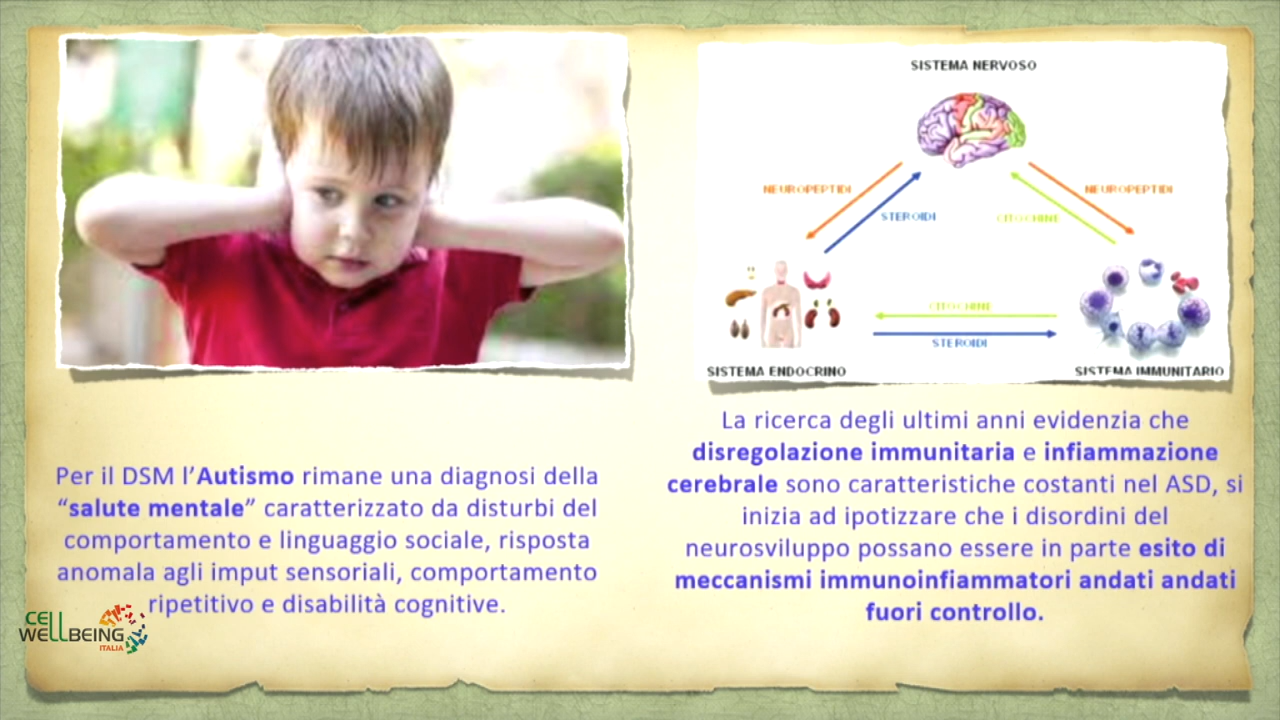 SISTEMA NERVOSO
NEUROPEPTIDI
STEROIDI
CITOCHINE
NEUROPEPTIDI
CITOCHINE
STEROIDI
SISTEMA ENDOCRINO
SISTEMA IMMUNITARIO
Per il DSM l'Autismo rimane una diagnosi della
“salute mentale” caratterizzato da disturbi del
comportamento e linguaggio sociale, risposta
anomala agli imput sensoriali, comportamento
ripetitivo e disabilità cognitive.
La ricerca degli ultimi anni evidenzia che
disregolazione immunitaria e infiammazione
cerebrale sono caratteristiche costanti nel ASD, si
inizia ad ipotizzare che i disordini del
neurosviluppo possano essere in parte esito di
meccanismi immunoinfiammatori andati andati
fuori controllo.
CELL
WELLBEING
ITALIA